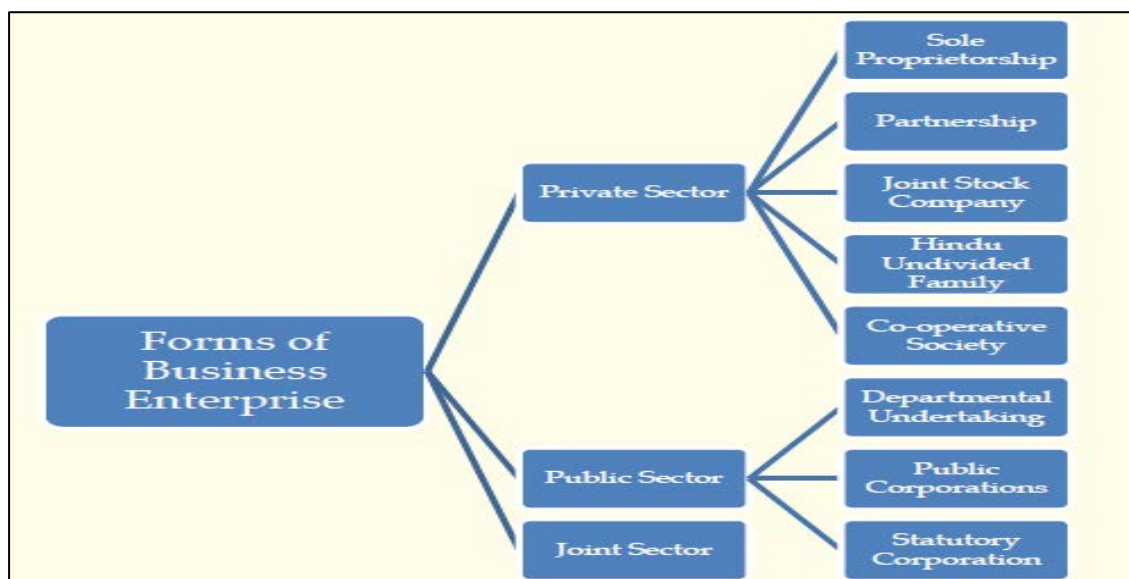 Forms of
Business
Enterprise
Private Sector
Sole
Proprietorship
Partnership
Joint Stock
Company
Hindu
Undivided
Family
Co-operative
Society
Public Sector
Departmental
Undertaking
Public
Corporations
Statutory
Corporation
Joint Sector